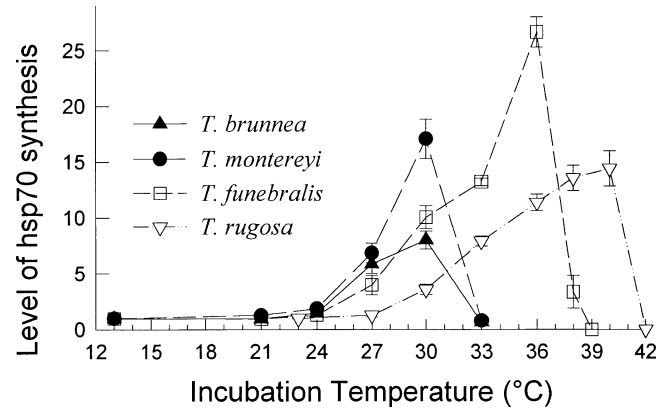 Level of hsp70 synthesis
25
20
15
10
5
0
T. brunnea
T. montereyi
T. funebralis
T. rugosa
12 15 18 21 24 27 30 33 36 39 42
Incubation Temperature (°C)